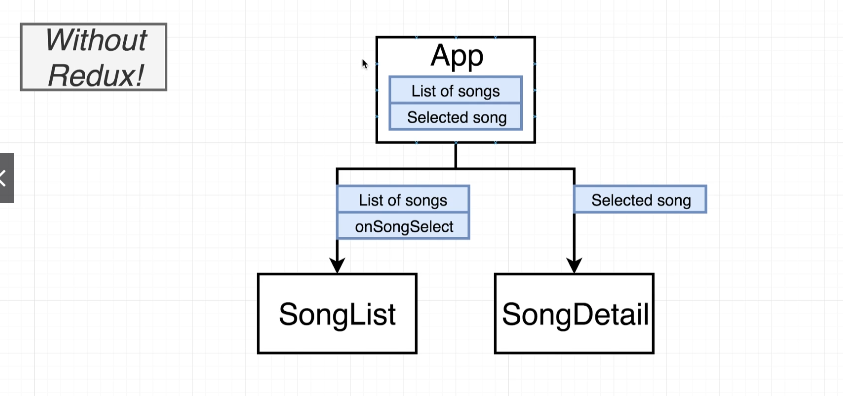 Without
Redux!
App
List of songs
Selected song
List of songs
onSongSelect
Selected song
SongList
SongDetail